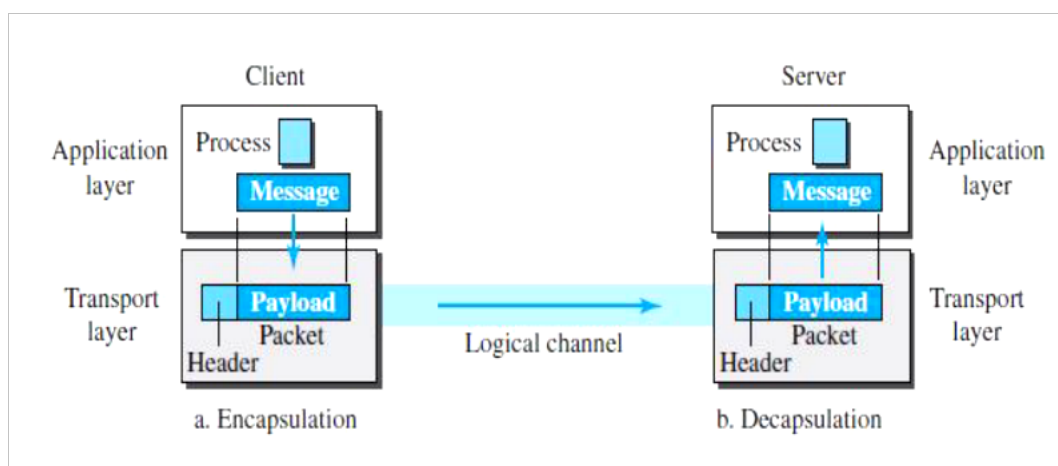 Client
Server
Application
layer
Process
Message
Process
Message
Application
layer
Transport
layer
Payload
Packet
Header
Logical channel
Payload
Packet
Header
Transport
layer
a. Encapsulation
b. Decapsulation